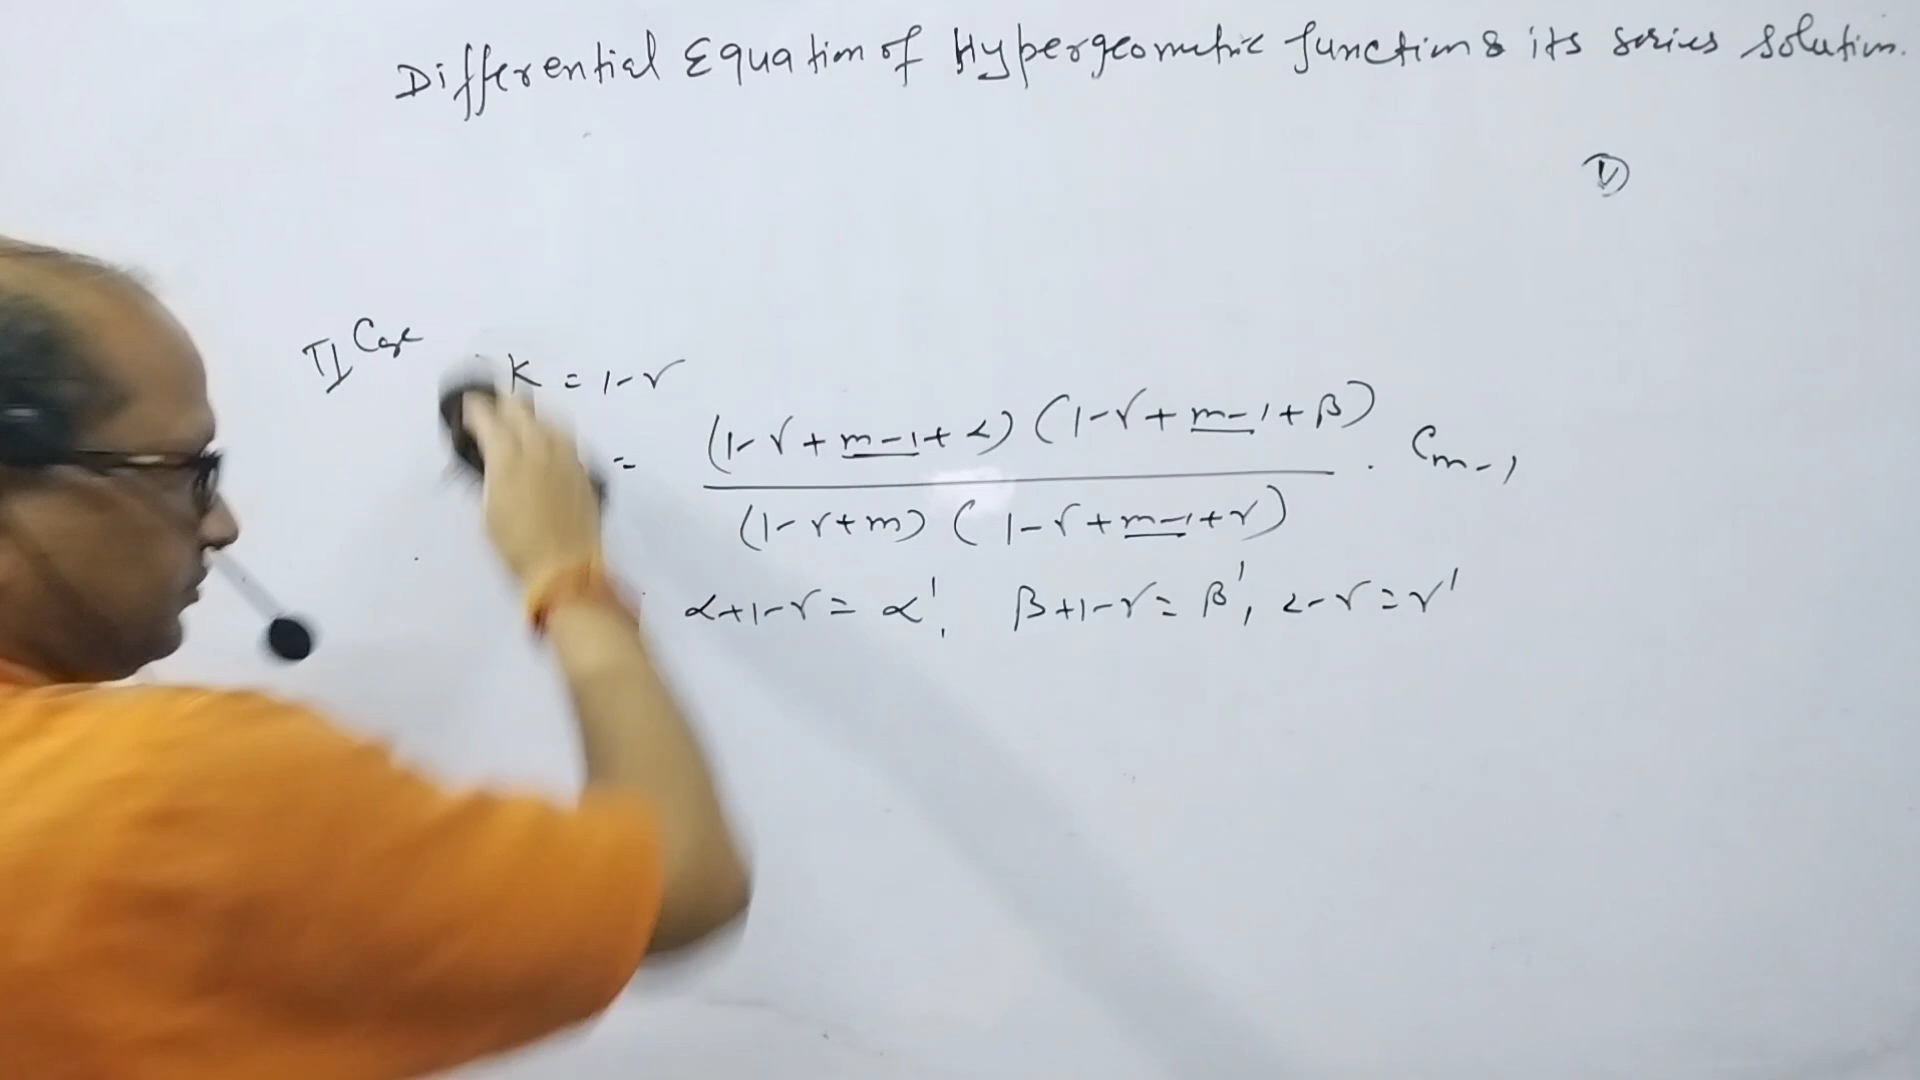 Differential Equation of Hypergeometric function & its series solution.
①
II Case
K = 1-γ
= (1-γ+m-1+α) (1-γ+m-1+β) / (1-γ+m) (1-γ+m-1+γ) . Cm-1
α+1-γ = α', β+1-γ = β', 2-γ = γ'